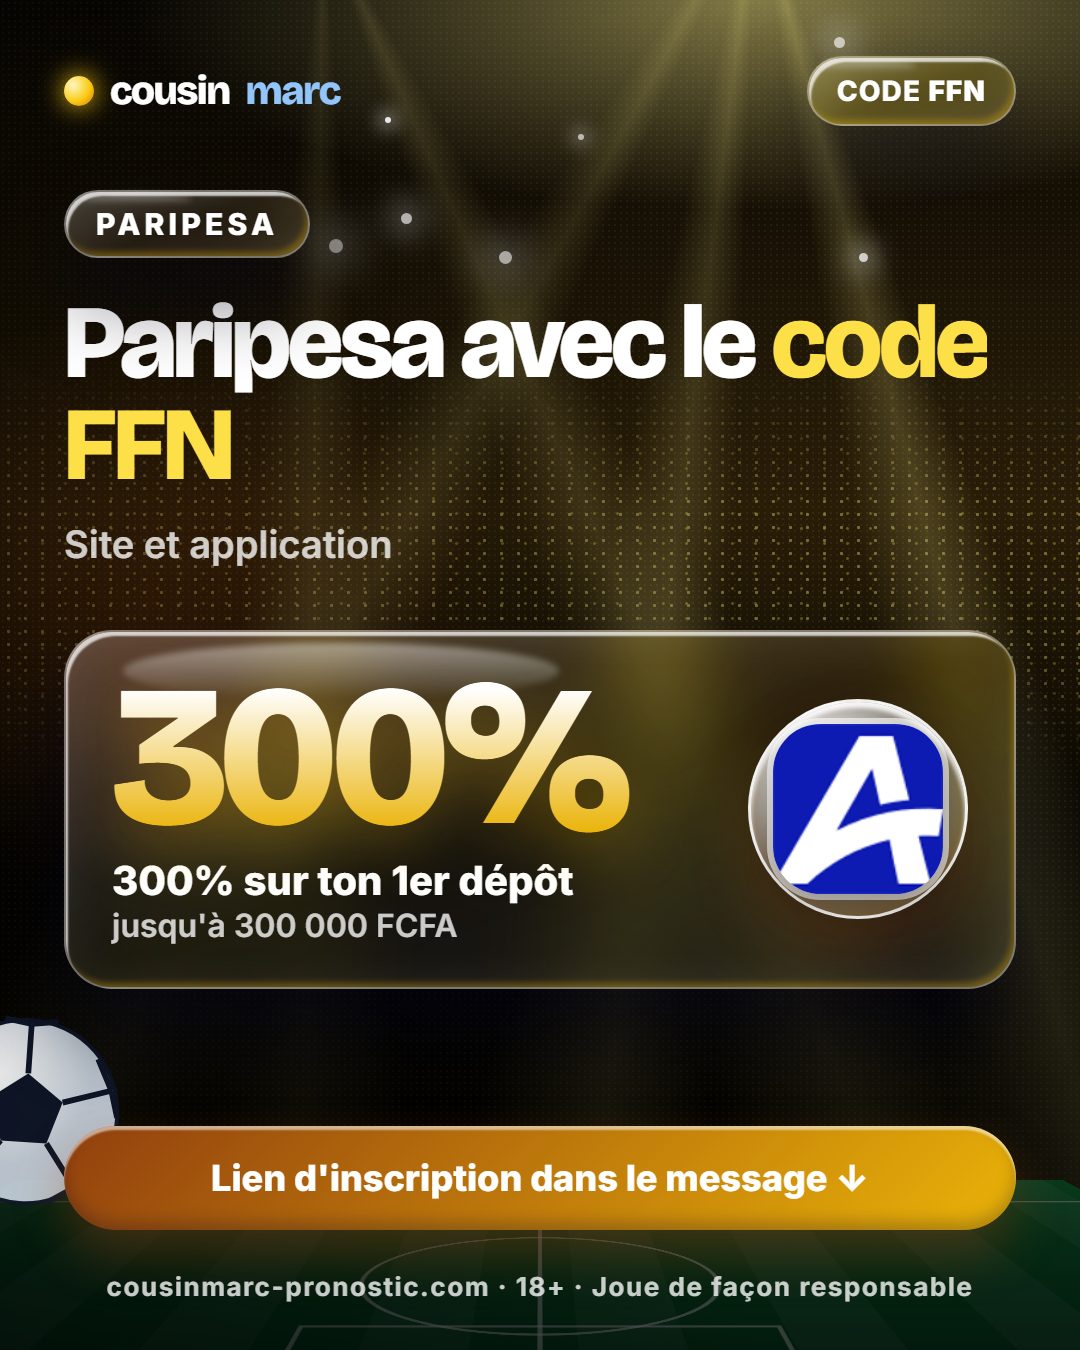 cousin marc
CODE FFN
PARIPESA
Paripesa avec le code
FFN
Site et application
300%
300% sur ton 1er dépôt
jusqu'à 300 000 FCFA
Lien d'inscription dans le message ↓
cousinmarc-pronostic.com · 18+ · Joue de façon responsable